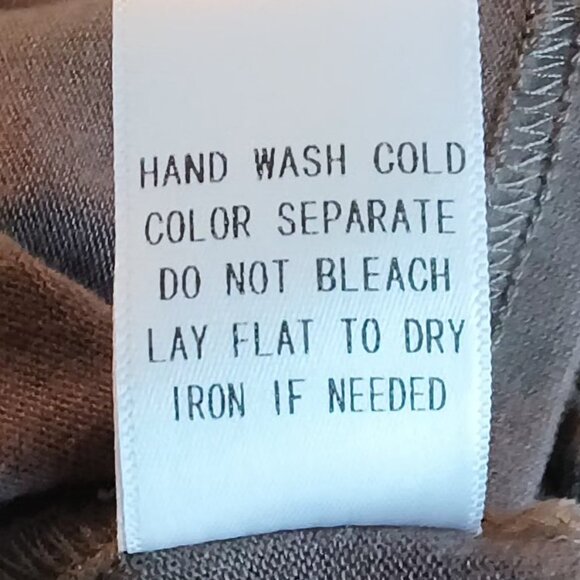 HAND WASH COLD
COLOR SEPARATE
DO NOT BLEACH
LAY FLAT TO DRY
IRON IF NEEDED